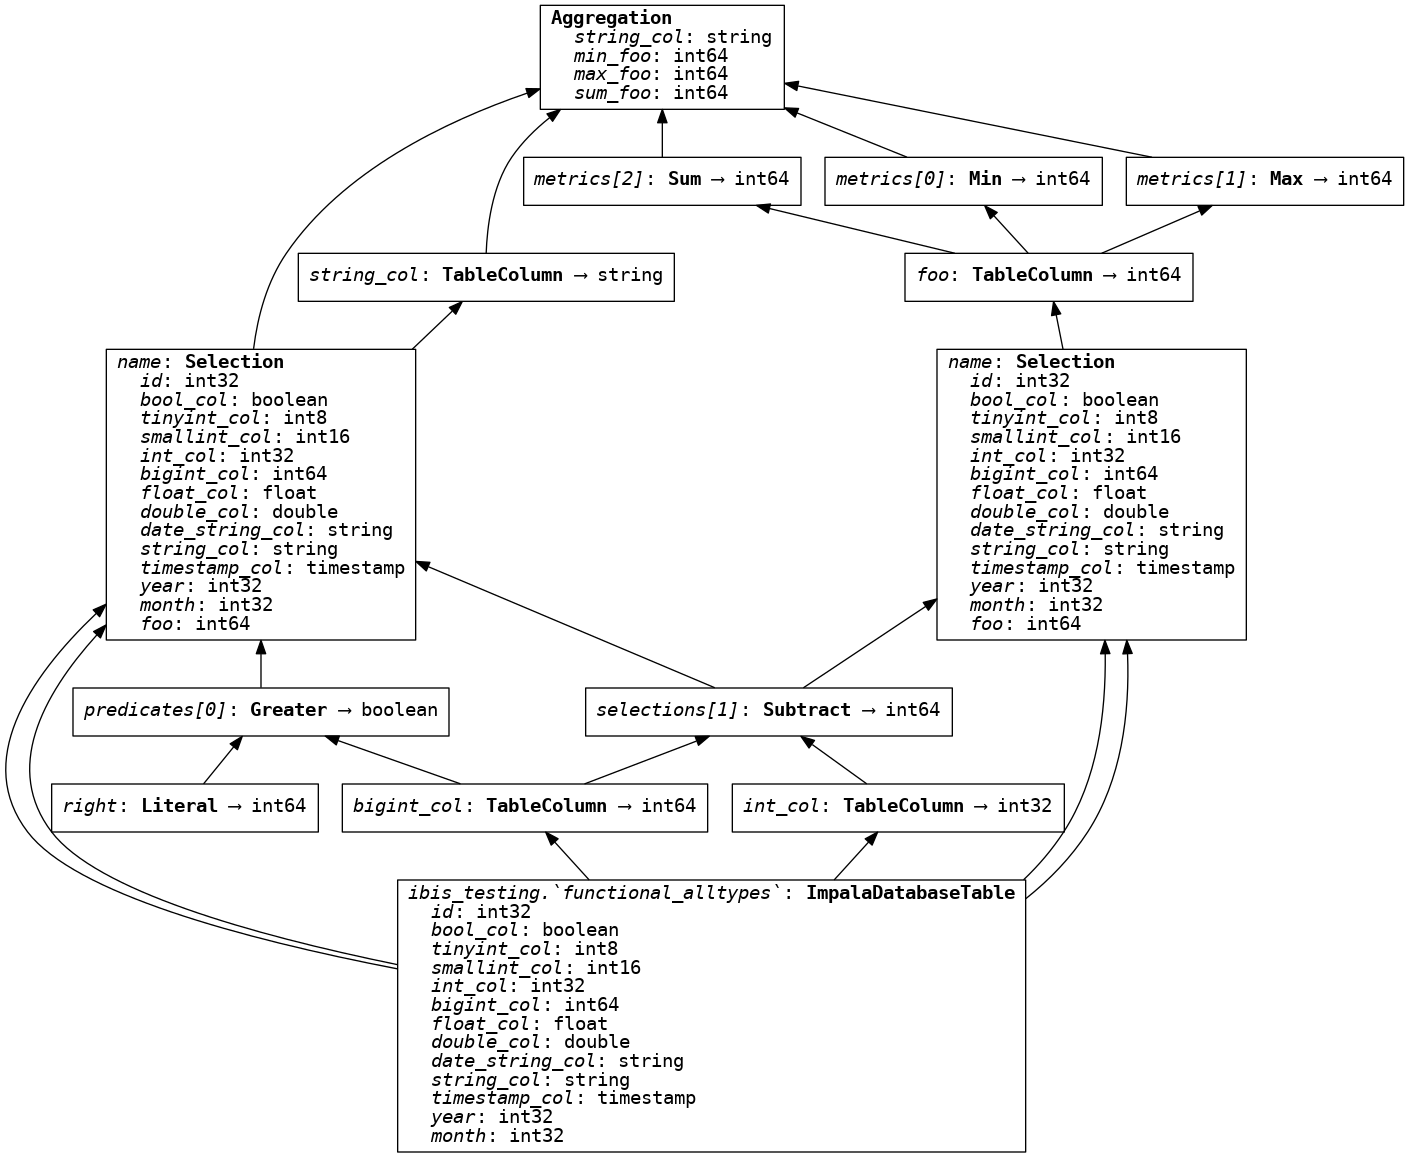 Aggregation
string_col: string
min_foo: int64
max_foo: int64
sum_foo: int64
metrics[2]: Sum → int64
metrics[0]: Min → int64
metrics[1]: Max → int64
string_col: TableColumn → string
foo: TableColumn → int64
name: Selection
id: int32
bool_col: boolean
tinyint_col: int8
smallint_col: int16
int_col: int32
bigint_col: int64
float_col: float
double_col: double
date_string_col: string
string_col: string
timestamp_col: timestamp
year: int32
month: int32
foo: int64
name: Selection
id: int32
bool_col: boolean
tinyint_col: int8
smallint_col: int16
int_col: int32
bigint_col: int64
float_col: float
double_col: double
date_string_col: string
string_col: string
timestamp_col: timestamp
year: int32
month: int32
foo: int64
predicates[0]: Greater → boolean
selections[1]: Subtract → int64
right: Literal → int64
bigint_col: TableColumn → int64
int_col: TableColumn → int32
ibis_testing.`functional_alltypes`: ImpalaDatabaseTable
id: int32
bool_col: boolean
tinyint_col: int8
smallint_col: int16
int_col: int32
bigint_col: int64
float_col: float
double_col: double
date_string_col: string
string_col: string
timestamp_col: timestamp
year: int32
month: int32